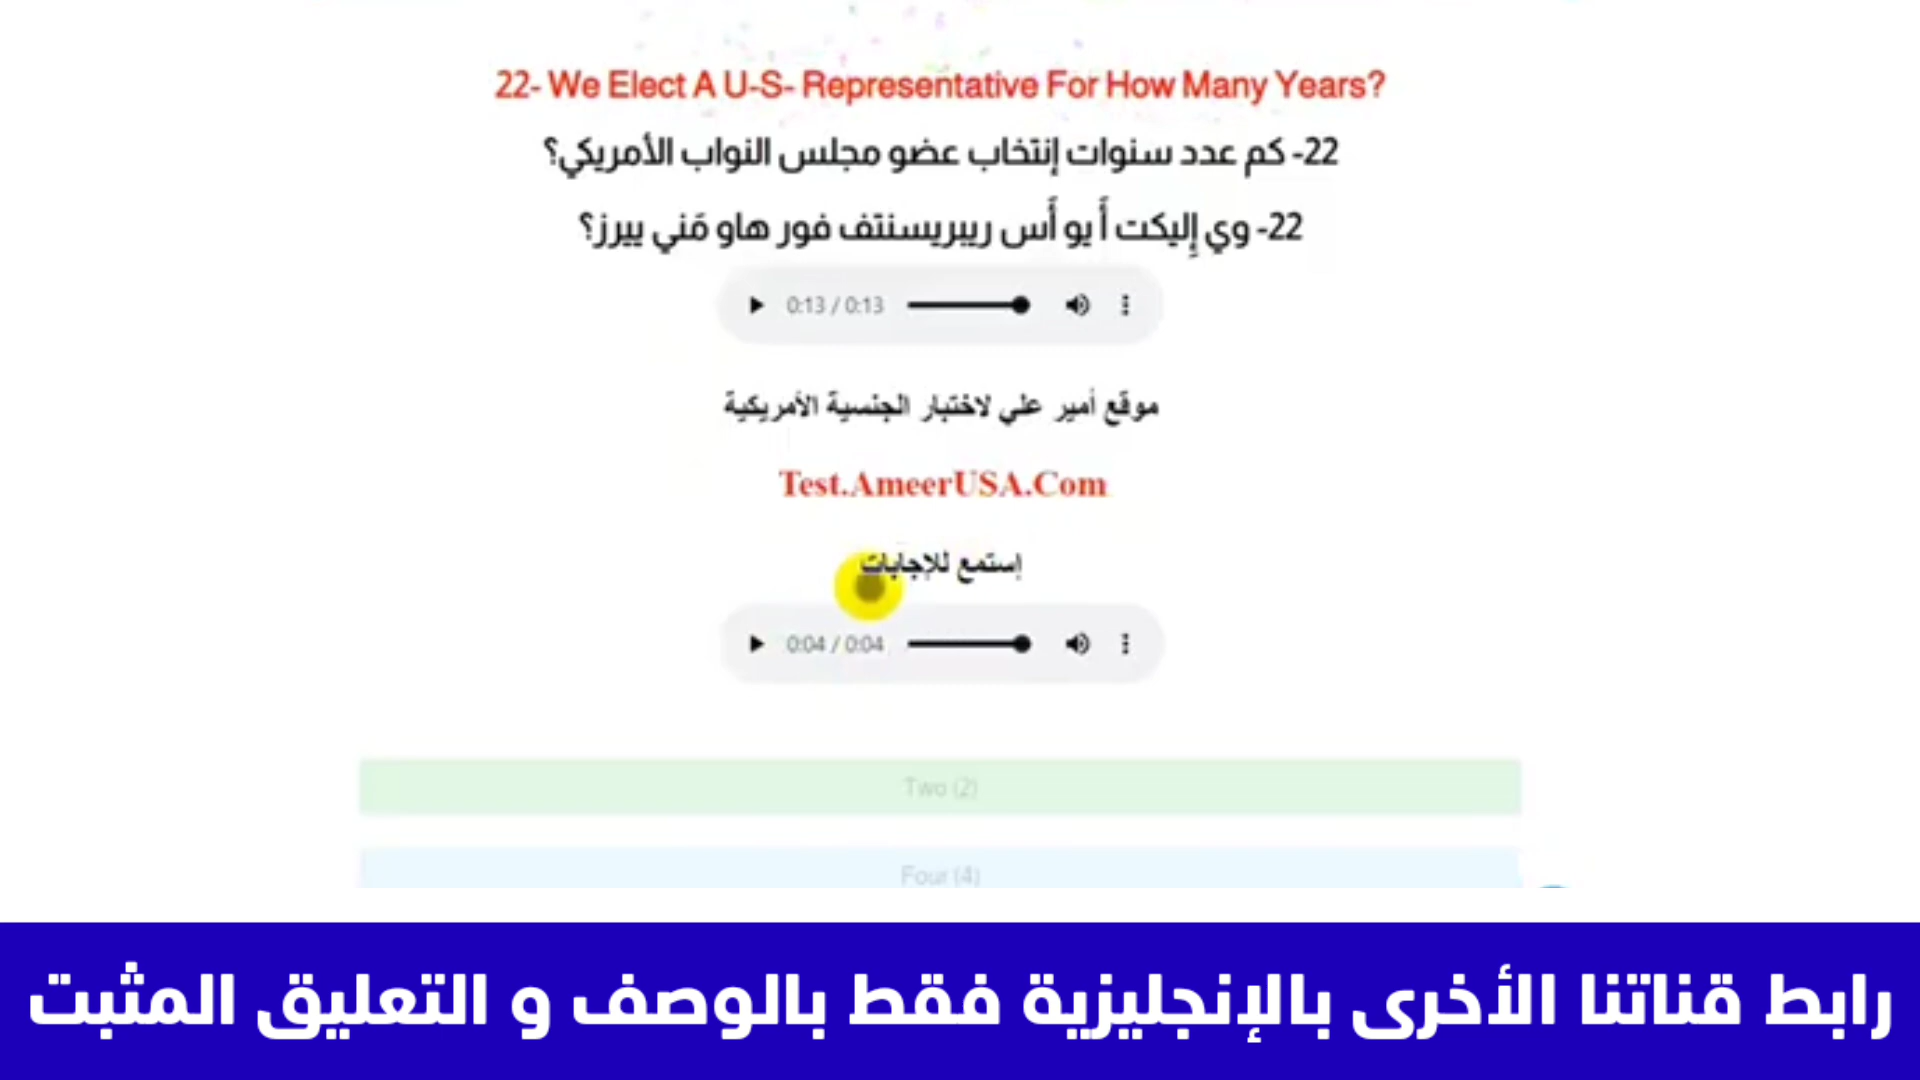 22- We Elect A U-S- Representative For How Many Years?
22- كم عدد سنوات إنتخاب عضو مجلس النواب الأمريكي؟
22- وي إِليكت أَ يو أَس ريبريسنتف فور هاو مَني ييرز؟
0:13 / 0:13
موقع أمير علي لاختبار الجنسية الأمريكية
Test.AmeerUSA.Com
إستمع للإجابات
0:04 / 0:04
Two (2)
Four (4)
رابط قناتنا الأخرى بالإنجليزية فقط بالوصف و التعليق المثبت